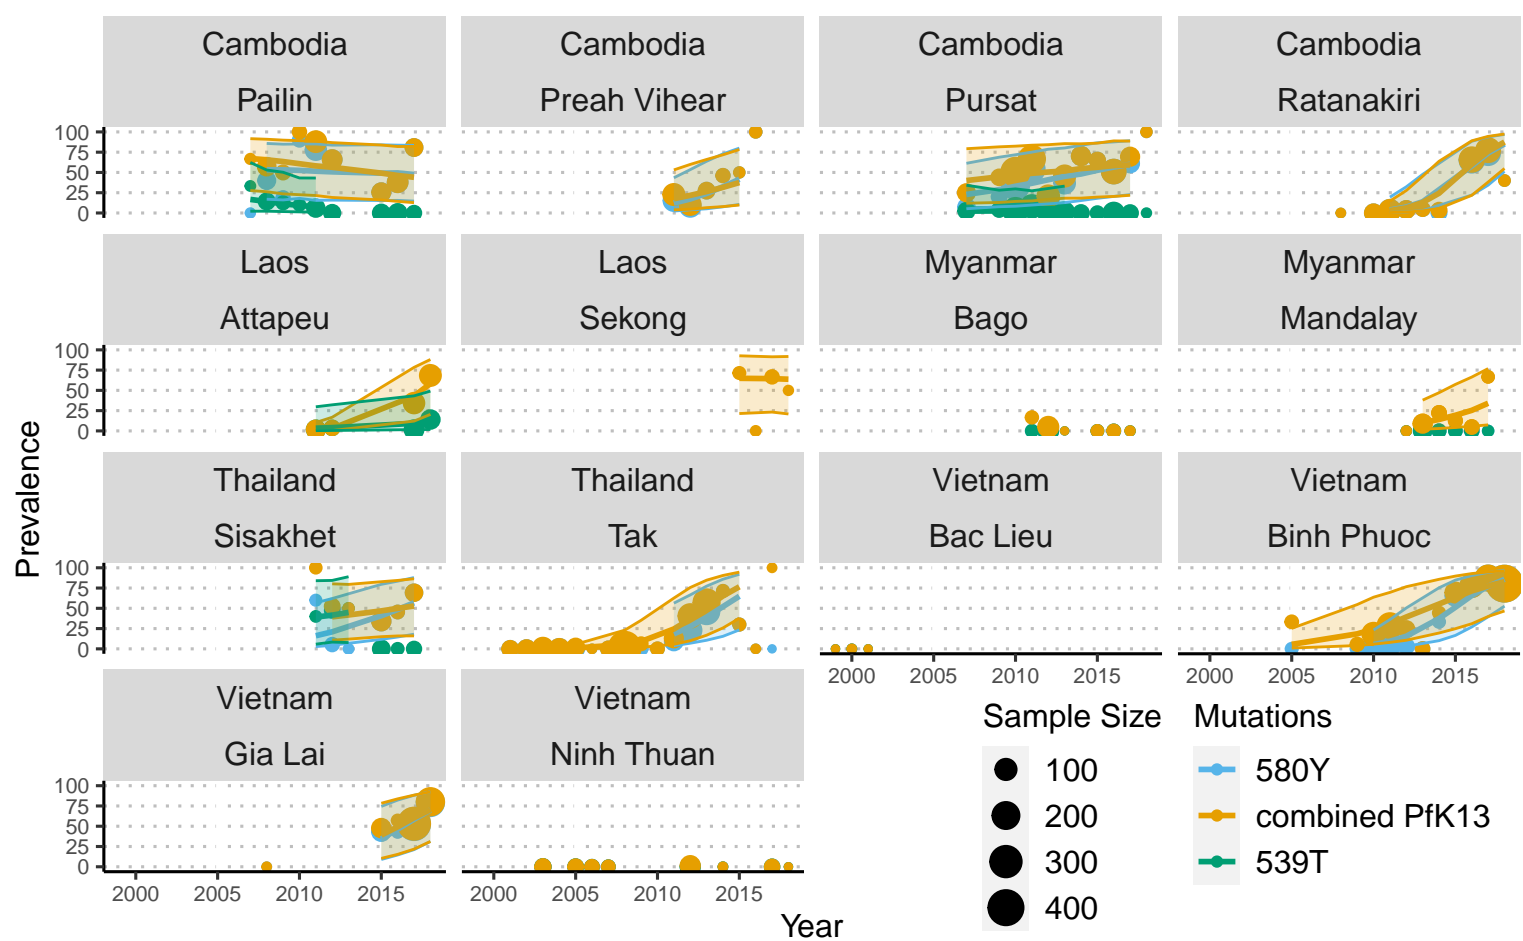 Cambodia Cambodia Cambodia Cambodia
Pailin Preah Vihear Pursat Ratanakiri
100
75
50
25
0
Laos Laos Myanmar Myanmar
Attapeu Sekong Bago Mandalay
100
75
50
25
0
Prevalence
Thailand Thailand Vietnam Vietnam
Sisakhet Tak Bac Lieu Binh Phuoc
100
75
50
25
0
2000 2005 2010 2015 2000 2005 2010 2015
Vietnam Vietnam
Gia Lai Ninh Thuan
100
75
50
25
0
2000 2005 2010 2015 2000 2005 2010 2015
Year
Sample Size
100
200
300
400
Mutations
580Y
combined PfK13
539T